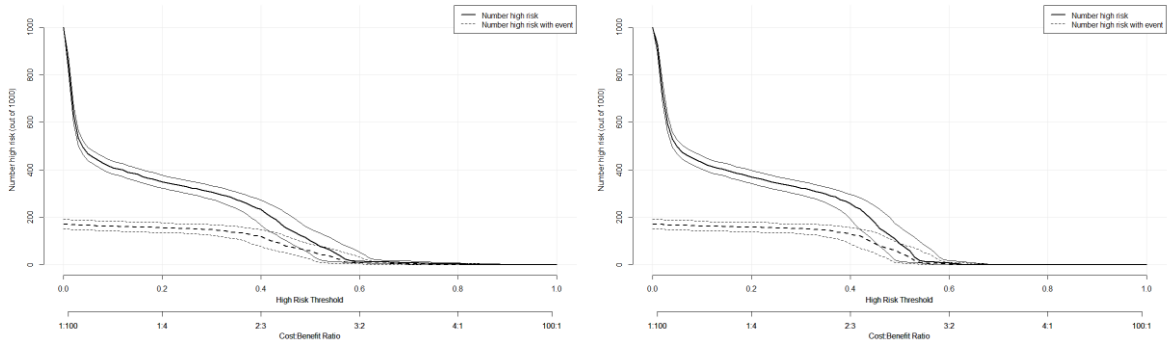 Number high risk
Number high risk with event
Number high risk (out of 1000)
1000
800
600
400
200
0
0.0 0.2 0.4 0.6 0.8 1.0
High Risk Threshold
1:100 1:4 2:3 3:2 4:1 100:1
Cost:Benefit Ratio
Number high risk
Number high risk with event
Number high risk (out of 1000)
1000
800
600
400
200
0
0.0 0.2 0.4 0.6 0.8 1.0
High Risk Threshold
1:100 1:4 2:3 3:2 4:1 100:1
Cost:Benefit Ratio